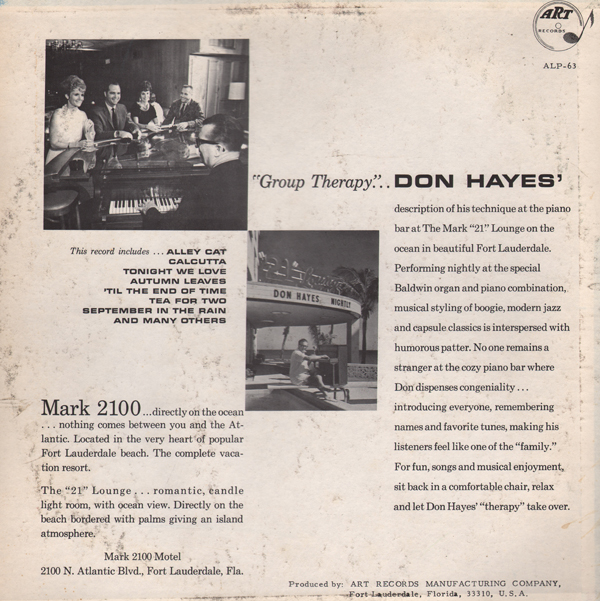 ART
RECORDS
ALP-63
"Group Therapy"... DON HAYES'
description of his technique at the piano
bar at The Mark "21" Lounge on the
ocean in beautiful Fort Lauderdale.
Performing nightly at the special
Baldwin organ and piano combination,
musical styling of boogie, modern jazz
and capsule classics is interspersed with
humorous patter. No one remains a
stranger at the cozy piano bar where
Don dispenses congeniality...
introducing everyone, remembering
names and favorite tunes, making his
listeners feel like one of the "family."
For fun, songs and musical enjoyment,
sit back in a comfortable chair, relax
and let Don Hayes' "therapy" take over.
This record includes ... ALLEY CAT
CALCUTTA
TONIGHT WE LOVE
AUTUMN LEAVES
'TIL THE END OF TIME
TEA FOR TWO
SEPTEMBER IN THE RAIN
AND MANY OTHERS
DON HAYES NIGHTLY
Mark 2100...directly on the ocean
... nothing comes between you and the At-
lantic. Located in the very heart of popular
Fort Lauderdale beach. The complete vaca-
tion resort.
The "21" Lounge... romantic, candle
light room, with ocean view. Directly on the
beach bordered with palms giving an island
atmosphere.
Mark 2100 Motel
2100 N. Atlantic Blvd., Fort Lauderdale, Fla.
Produced by: ART RECORDS MANUFACTURING COMPANY,
Fort Lauderdale, Florida, 33310, U.S.A.